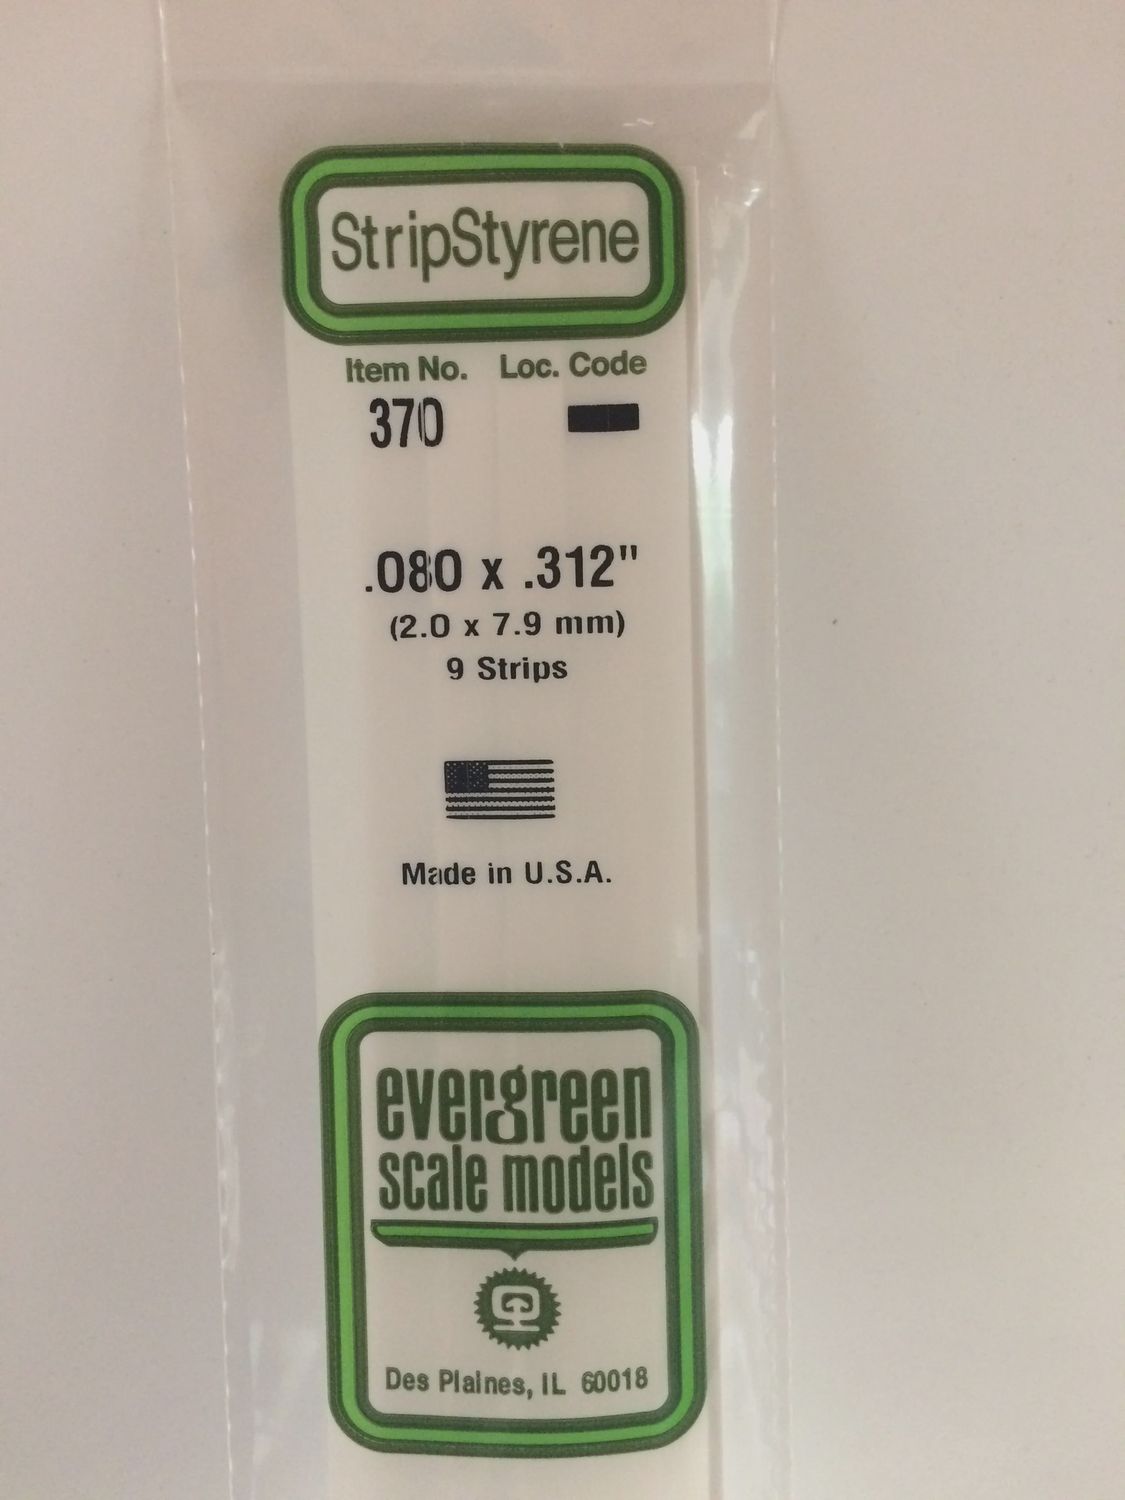 StripStyrene
Item No. Loc. Code
370
.080 x .312"
(2.0 x 7.9 mm)
9 Strips
Made in U.S.A.
evergreen
scale models
Des Plaines, IL 60018